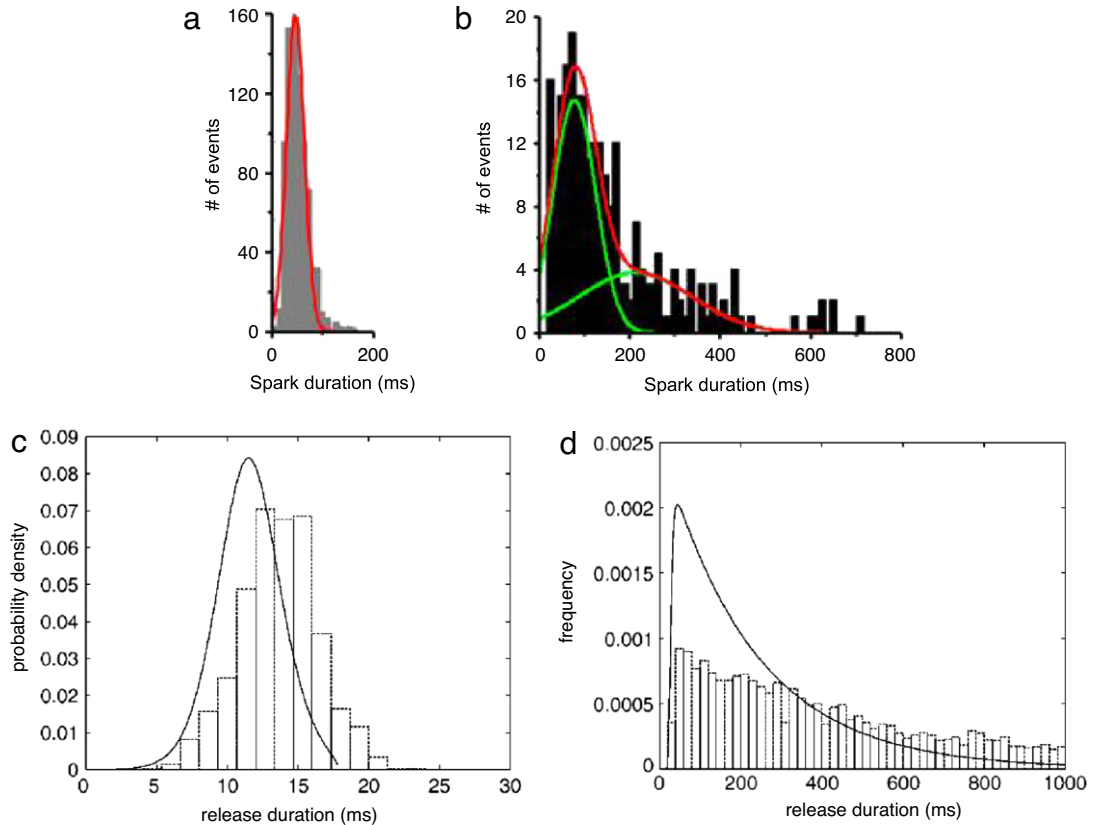 a
160
120
80
40
0
# of events
0 200
Spark duration (ms)
b
20
16
12
8
4
0
# of events
0 200 400 600 800
Spark duration (ms)
c
0.09
0.08
0.07
0.06
0.05
0.04
0.03
0.02
0.01
0
probability density
0 5 10 15 20 25 30
release duration (ms)
d
0.0025
0.002
0.0015
0.001
0.0005
0
frequency
0 200 400 600 800 1000
release duration (ms)